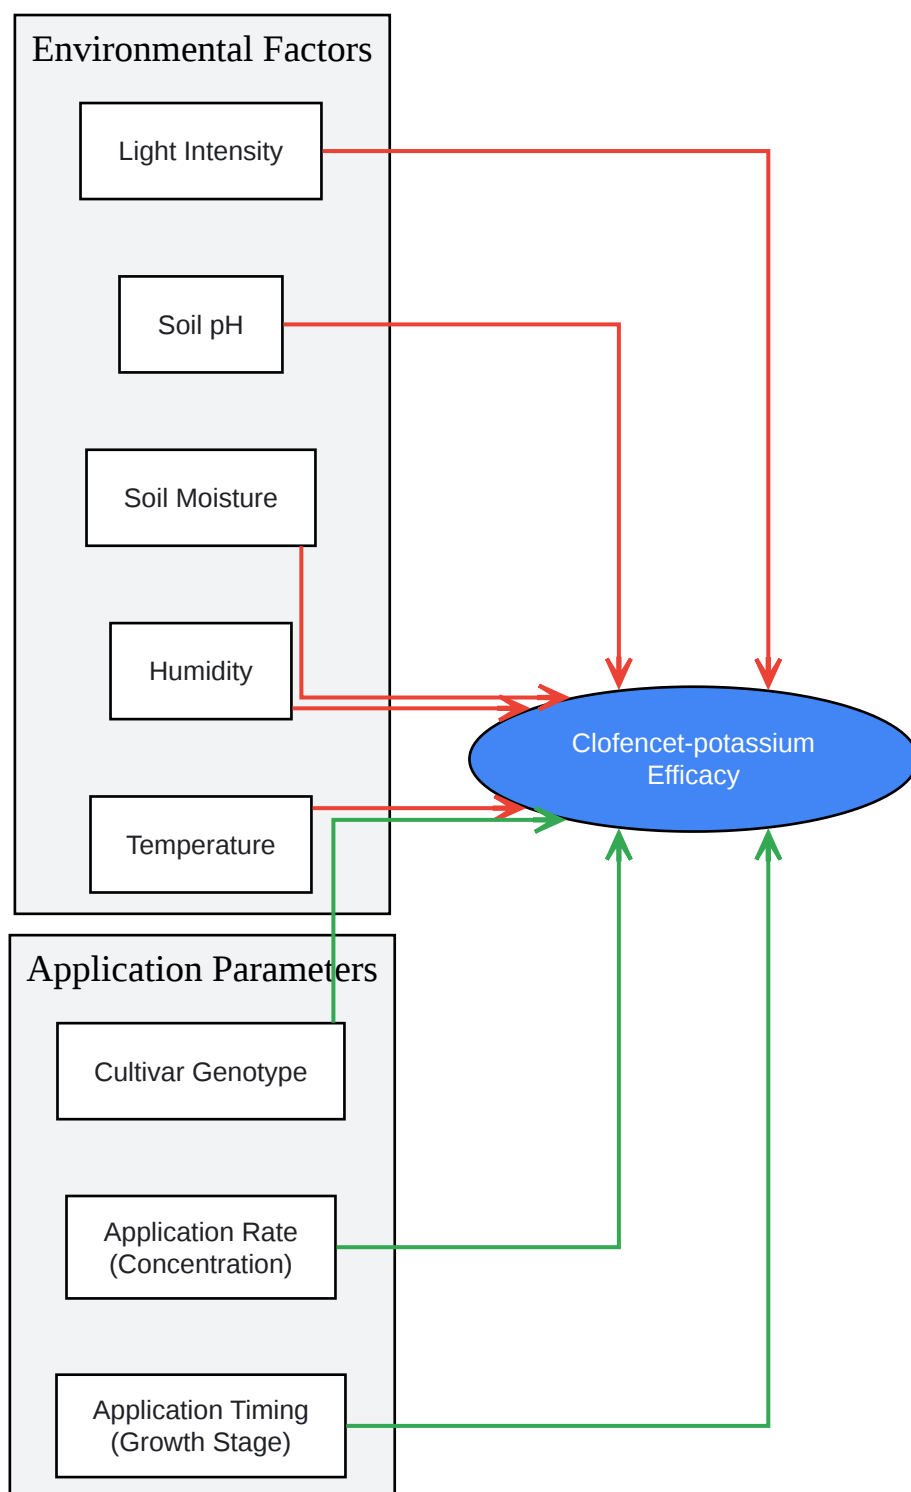 Environmental Factors
Light Intensity
Soil pH
Soil Moisture
Humidity
Clofencet-potassium
Efficacy
Temperature
Application Parameters
Cultivar Genotype
Application Rate
(Concentration)
Application Timing
(Growth Stage)